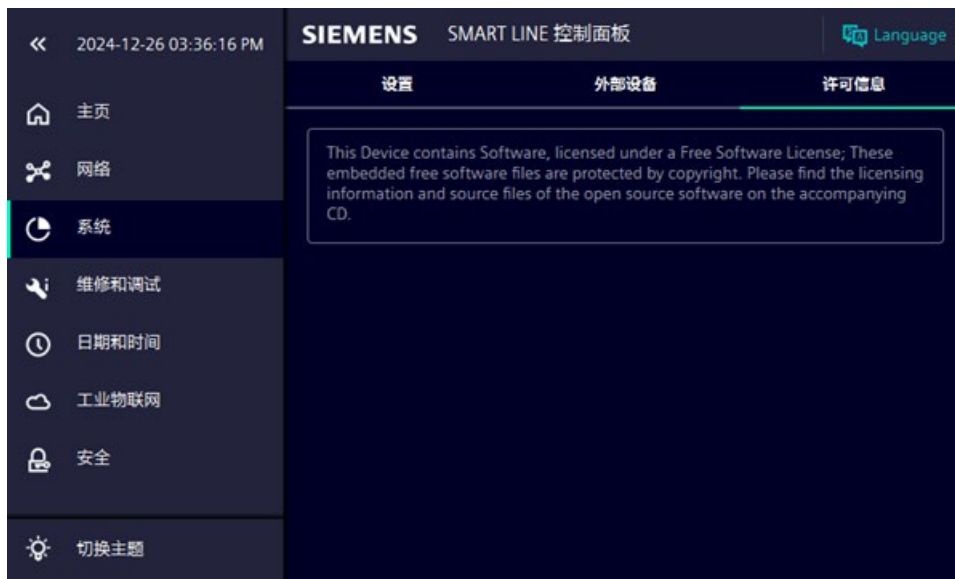 2024-12-26 03:36:16 PM
SIEMENS SMART LINE 控制面板
Language
设置
外部设备
许可信息
主页
网络
系统
维修和调试
日期和时间
工业物联网
安全
切换主题
This Device contains Software, licensed under a Free Software License; These
embedded free software files are protected by copyright. Please find the licensing
information and source files of the open source software on the accompanying
CD.